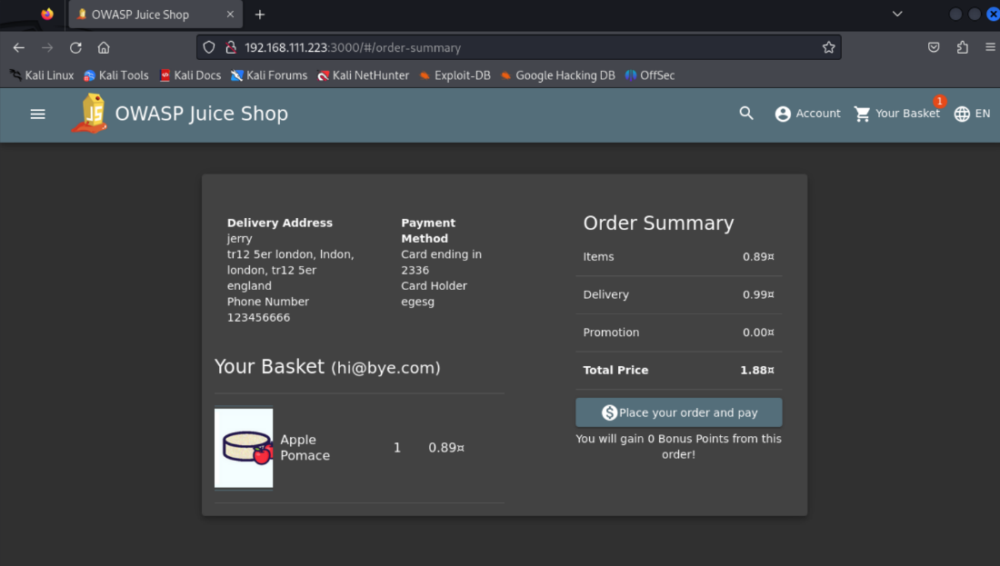 OWASP Juice Shop
192.168.111.223:3000/#/order-summary
Kali Linux Kali Tools Kali Docs Kali Forums Kali NetHunter Exploit-DB Google Hacking DB OffSec
JS OWASP Juice Shop Account Your Basket 1 EN
Delivery Address
jerry
tr12 5er london, lndon,
london, tr12 5er
england
Phone Number
123456666
Payment
Method
Card ending in
2336
Card Holder
egesg
Your Basket (hi@bye.com)
Apple
Pomace
1 0.89¤
Order Summary
Items 0.89¤
Delivery 0.99¤
Promotion 0.00¤
Total Price 1.88¤
Place your order and pay
You will gain 0 Bonus Points from this
order!